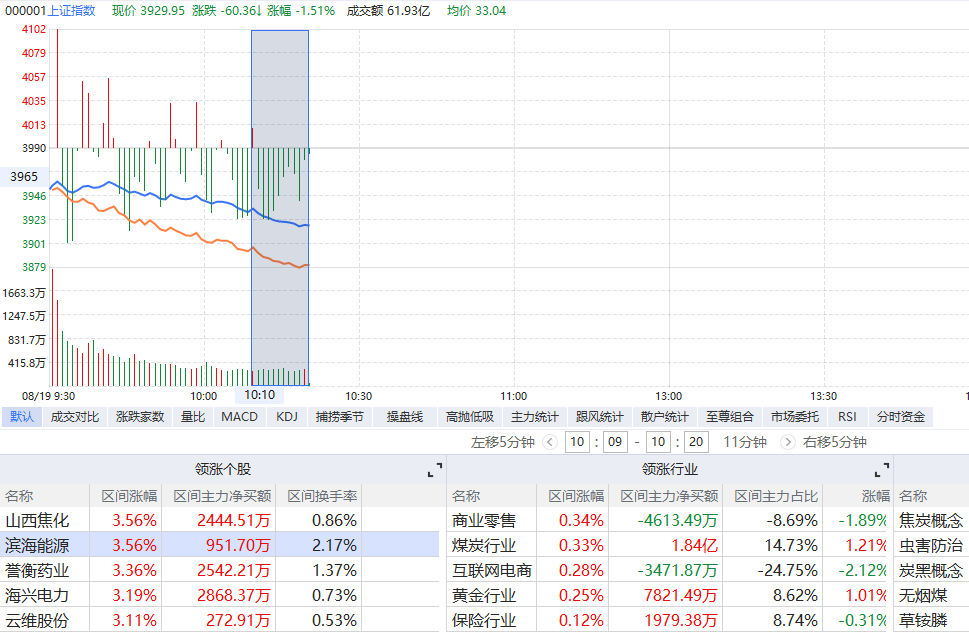 000001上证指数 现价 3929.95 涨跌 -60.36↓ 涨幅 -1.51% 成交额 61.93亿 均价 33.04
4102
4079
4057
4035
4013
3990
3965
3946
3923
3901
3879
1663.3万
1247.5万
831.7万
415.8万
08/19 9:30 10:00 10:10 10:30 11:00 13:00 13:30
默认 成交对比 涨跌家数 量比 MACD KDJ 捕捞季节 操盘线 高抛低吸 主力统计 跟风统计 散户统计 至尊组合 市场委托 RSI 分时资金
左移5分钟 10 : 09 - 10 : 20 11分钟 右移5分钟
领涨个股 领涨行业
名称 区间涨幅 区间主力净买额 区间换手率 名称 区间涨幅 区间主力净买额 区间主力占比 涨幅 名称
山西焦化 3.56% 2444.51万 0.86% 商业零售 0.34% -4613.49万 -8.69% -1.89% 焦炭概念
滨海能源 3.56% 951.70万 2.17% 煤炭行业 0.33% 1.84亿 14.73% 1.21% 虫害防治
誉衡药业 3.36% 2542.21万 1.37% 互联网电商 0.28% -3471.87万 -24.75% -2.12% 炭黑概念
海兴电力 3.19% 2868.37万 0.73% 黄金行业 0.25% 7821.49万 8.62% 1.01% 无烟煤
云维股份 3.11% 272.91万 0.53% 保险行业 0.12% 1979.38万 8.74% -0.31% 草铵膦